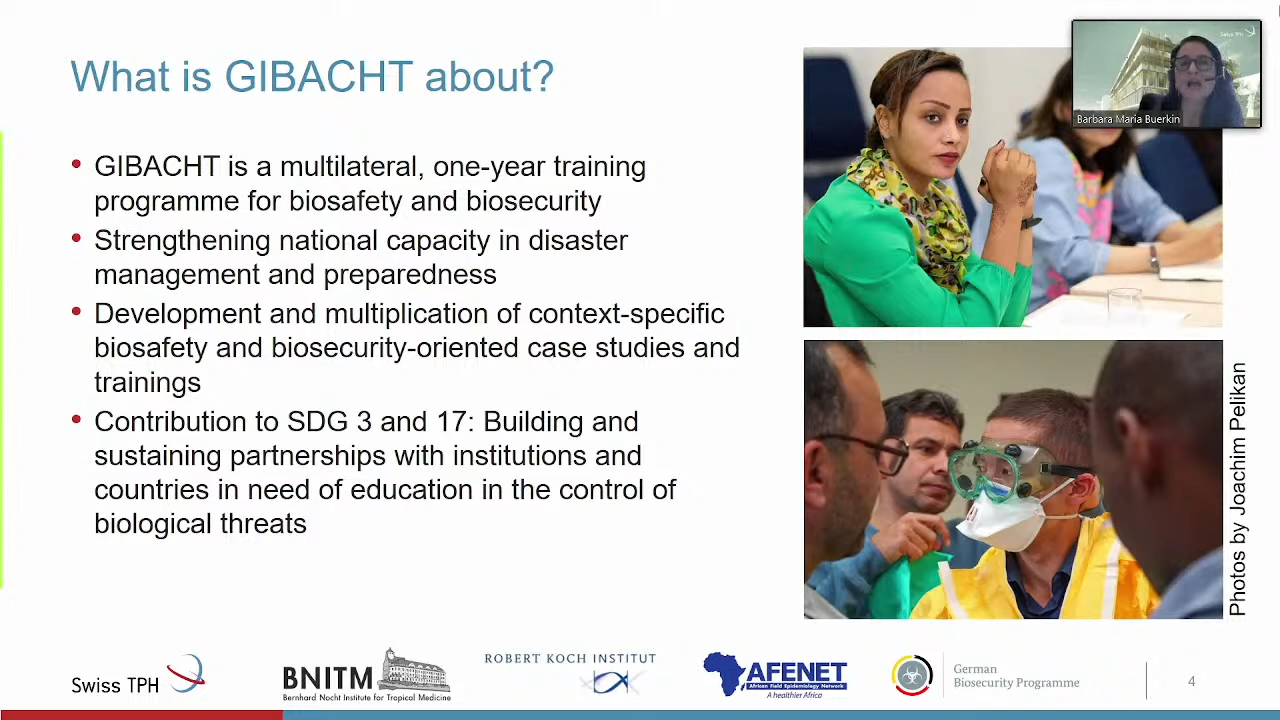 What is GIBACHT about?
• GIBACHT is a multilateral, one-year training
programme for biosafety and biosecurity
• Strengthening national capacity in disaster
management and preparedness
• Development and multiplication of context-specific
biosafety and biosecurity-oriented case studies and
trainings
• Contribution to SDG 3 and 17: Building and
sustaining partnerships with institutions and
countries in need of education in the control of
biological threats
Swiss TPH
Barbara Maria Buerkin
Photos by Joachim Pelikan
Swiss TPH
BNITM
Bernhard Nocht Institute for Tropical Medicine
ROBERT KOCH INSTITUT
AFENET
African Field Epidemiology Network
A healthier Africa
German
Biosecurity Programme
4